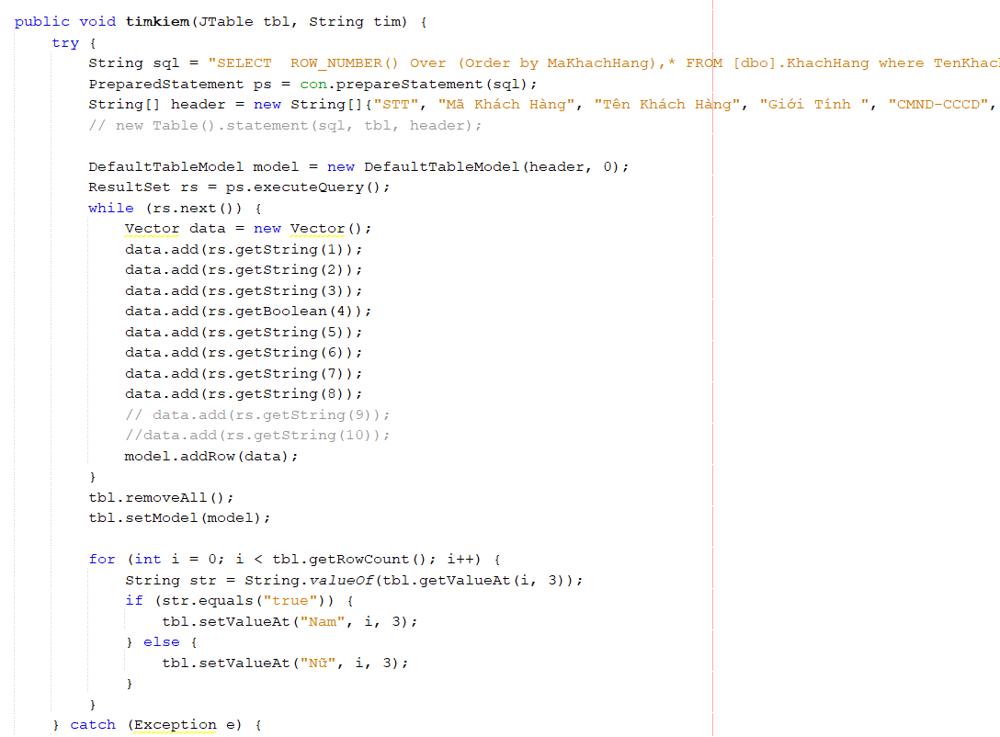 public void timkiem(JTable tbl, String tim) {
try {
String sql = "SELECT  ROW_NUMBER() Over (Order by MaKhachHang),* FROM [dbo].KhachHang where
PreparedStatement ps = con.prepareStatement(sql);
String[] header = new String[]{"STT", "Mã Khách Hàng", "Tên Khách Hàng", "Giới Tính ", "CMND-CCCD",
// new Table().statement(sql, tbl, header);
DefaultTableModel model = new DefaultTableModel(header, 0);
ResultSet rs = ps.executeQuery();
while (rs.next()) {
Vector data = new Vector();
data.add(rs.getString(1));
data.add(rs.getString(2));
data.add(rs.getString(3));
data.add(rs.getBoolean(4));
data.add(rs.getString(5));
data.add(rs.getString(6));
data.add(rs.getString(7));
data.add(rs.getString(8));
// data.add(rs.getString(9));
//data.add(rs.getString(10));
model.addRow(data);
}
tbl.removeAll();
tbl.setModel(model);
for (int i = 0; i < tbl.getRowCount(); i++) {
String str = String.valueOf(tbl.getValueAt(i, 3));
if (str.equals("true")) {
tbl.setValueAt("Nam", i, 3);
} else {
tbl.setValueAt("Nữ", i, 3);
}
}
} catch (Exception e) {